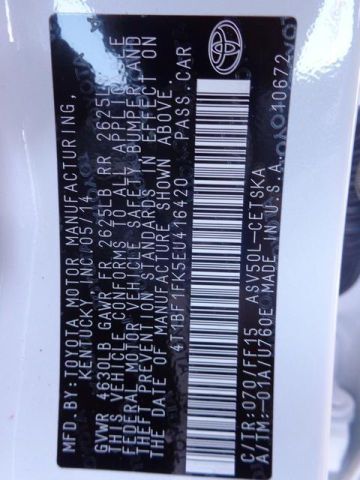 MFD.BY:TOYOTA MOTOR MANUFACTURING,
KENTUCKY, INC. 05/14
GVWR 4630LB GAWR FR 2625LB RR 2625LB
THIS VEHICLE CONFORMS TO ALL APPLICABLE
FEDERAL MOTOR VEHICLE SAFETY, BUMPER, AND
THEFT PREVENTION STANDARDS IN EFFECT ON
THE DATE OF MANUFACTURE SHOWN ABOVE.
4T1BF1FK5EU416420 PASS.CAR
C/TR:070/FF15 ASV50L-CETSKA
A/TM:-01A/U760E MADE IN U.S.A. 10672